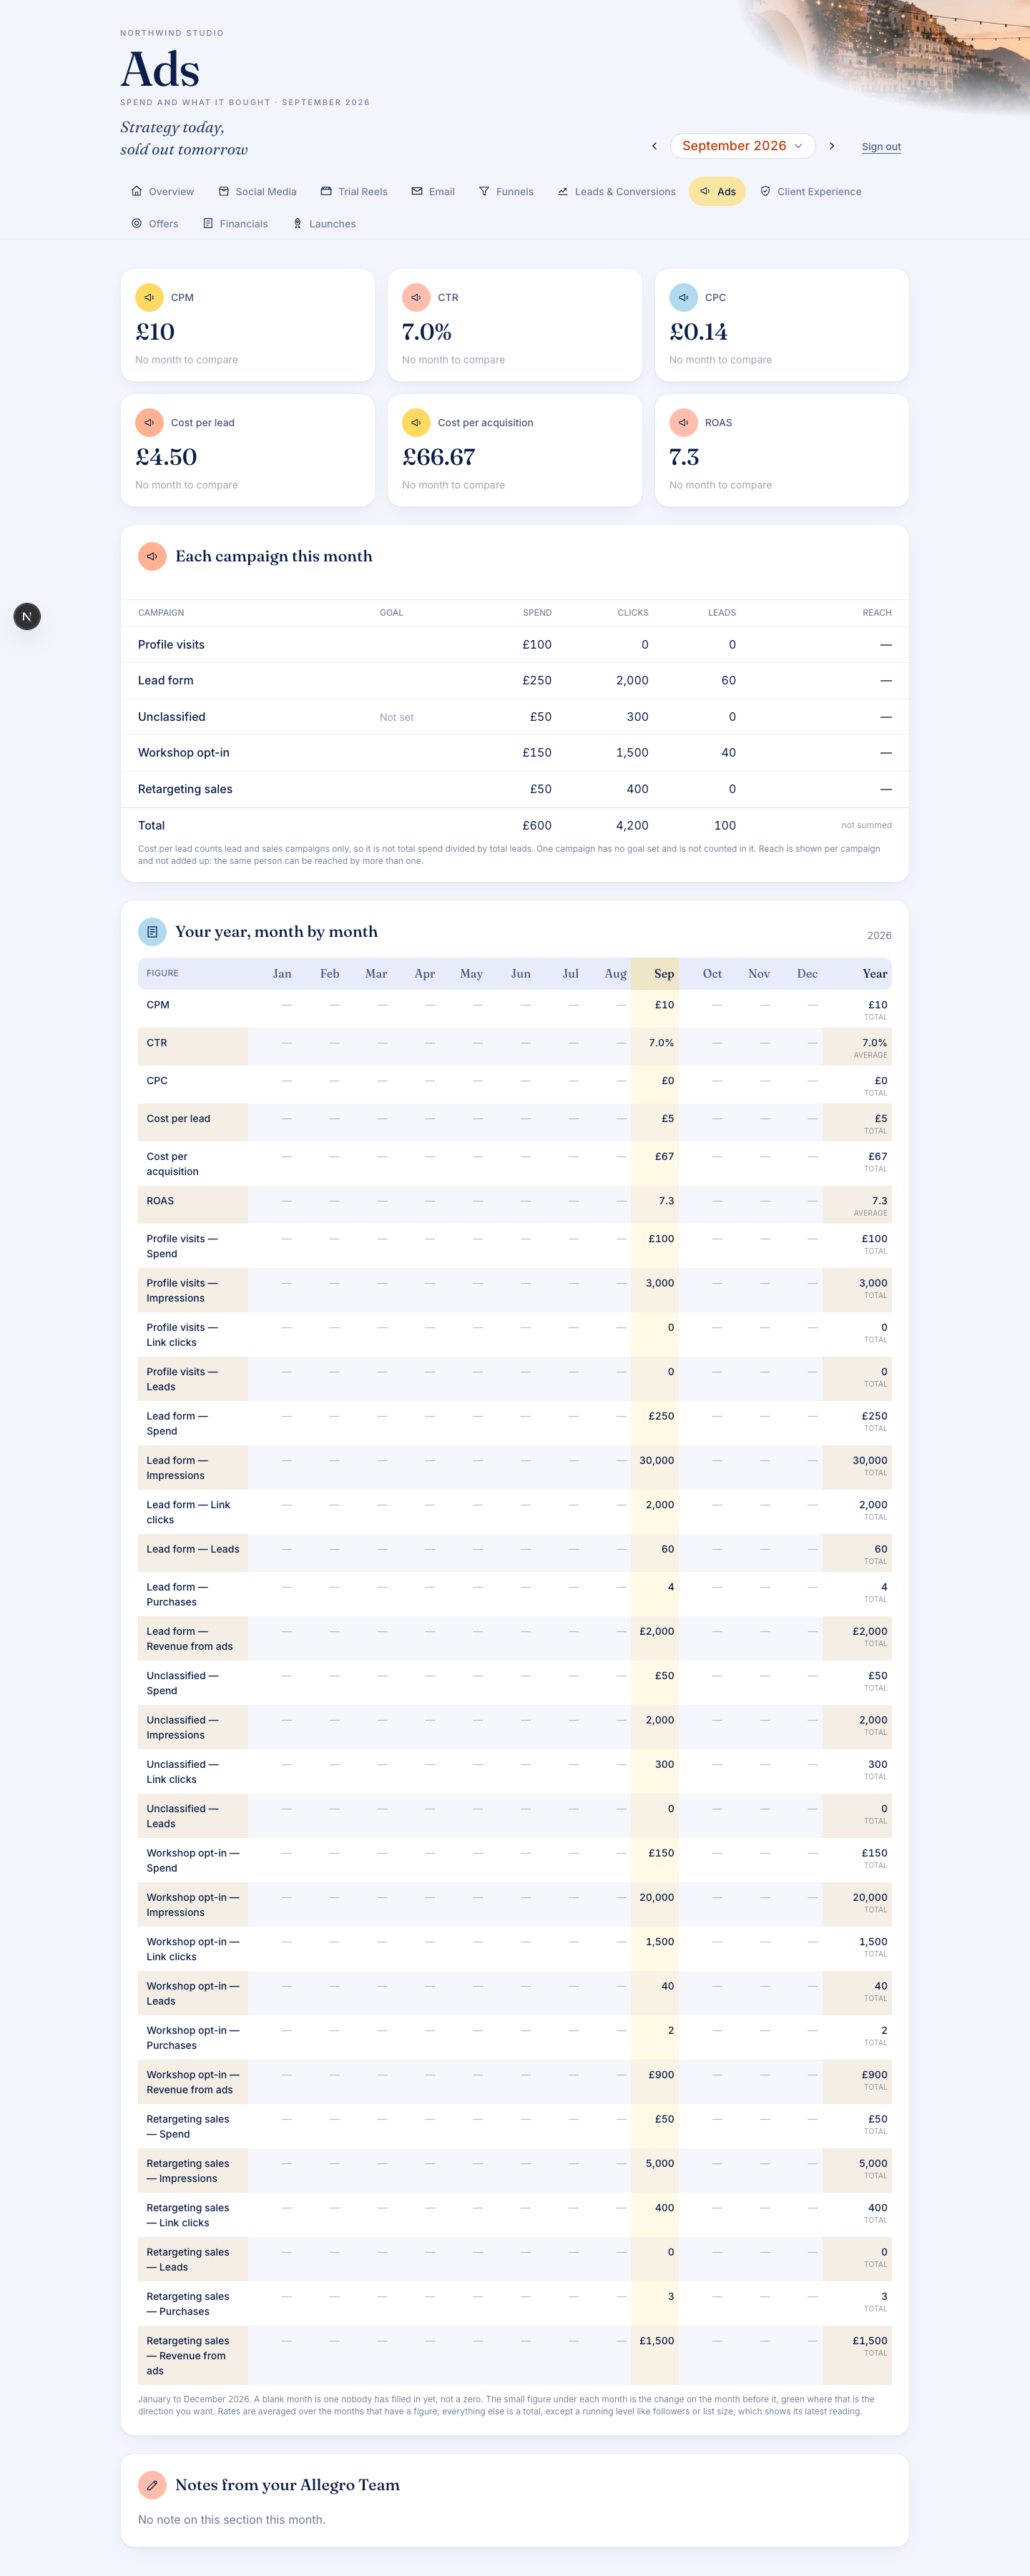 NORTHWIND STUDIO
Ads
SPEND AND WHAT IT BOUGHT · SEPTEMBER 2026
Strategy today,
sold out tomorrow
September 2026
Sign out
Overview Social Media Trial Reels Email Funnels Leads & Conversions Ads Client Experience
Offers Financials Launches
CPM CTR CPC
£10 7.0% £0.14
No month to compare No month to compare No month to compare
Cost per lead Cost per acquisition ROAS
£4.50 £66.67 7.3
No month to compare No month to compare No month to compare
Each campaign this month
CAMPAIGN GOAL SPEND CLICKS LEADS REACH
N
Profile visits £100 0 0 —
Lead form £250 2,000 60 —
Unclassified Not set £50 300 0 —
Workshop opt-in £150 1,500 40 —
Retargeting sales £50 400 0 —
Total £600 4,200 100 not summed
Cost per lead counts lead and sales campaigns only, so it is not total spend divided by total leads. One campaign has no goal set and is not counted in it. Reach is shown per campaign
and not added up: the same person can be reached by more than one.
Your year, month by month 2026
FIGURE Jan Feb Mar Apr May Jun Jul Aug Sep Oct Nov Dec Year
CPM — — — — — — — — £10 — — — £10
TOTAL
CTR — — — — — — — — 7.0% — — — 7.0%
AVERAGE
CPC — — — — — — — — £0 — — — £0
TOTAL
Cost per lead — — — — — — — — £5 — — — £5
TOTAL
Cost per — — — — — — — — £67 — — — £67
acquisition TOTAL
ROAS — — — — — — — — 7.3 — — — 7.3
AVERAGE
Profile visits — — — — — — — — — £100 — — — £100
Spend TOTAL
Profile visits — — — — — — — — — 3,000 — — — 3,000
Impressions TOTAL
Profile visits — — — — — — — — — 0 — — — 0
Link clicks TOTAL
Profile visits — — — — — — — — — 0 — — — 0
Leads TOTAL
Lead form — — — — — — — — — £250 — — — £250
Spend TOTAL
Lead form — — — — — — — — — 30,000 — — — 30,000
Impressions TOTAL
Lead form — Link — — — — — — — — 2,000 — — — 2,000
clicks TOTAL
Lead form — Leads — — — — — — — — 60 — — — 60
TOTAL
Lead form — — — — — — — — — 4 — — — 4
Purchases TOTAL
Lead form — — — — — — — — — £2,000 — — — £2,000
Revenue from ads TOTAL
Unclassified — — — — — — — — — £50 — — — £50
Spend TOTAL
Unclassified — — — — — — — — — 2,000 — — — 2,000
Impressions TOTAL
Unclassified — — — — — — — — — 300 — — — 300
Link clicks TOTAL
Unclassified — — — — — — — — — 0 — — — 0
Leads TOTAL
Workshop opt-in — — — — — — — — — £150 — — — £150
Spend TOTAL
Workshop opt-in — — — — — — — — — 20,000 — — — 20,000
Impressions TOTAL
Workshop opt-in — — — — — — — — — 1,500 — — — 1,500
Link clicks TOTAL
Workshop opt-in — — — — — — — — — 40 — — — 40
Leads TOTAL
Workshop opt-in — — — — — — — — — 2 — — — 2
Purchases TOTAL
Workshop opt-in — — — — — — — — — £900 — — — £900
Revenue from ads TOTAL
Retargeting sales — — — — — — — — £50 — — — £50
— Spend TOTAL
Retargeting sales — — — — — — — — 5,000 — — — 5,000
— Impressions TOTAL
Retargeting sales — — — — — — — — 400 — — — 400
— Link clicks TOTAL
Retargeting sales — — — — — — — — 0 — — — 0
— Leads TOTAL
Retargeting sales — — — — — — — — 3 — — — 3
— Purchases TOTAL
Retargeting sales — — — — — — — — £1,500 — — — £1,500
— Revenue from TOTAL
ads
January to December 2026. A blank month is one nobody has filled in yet, not a zero. The small figure under each month is the change on the month before it, green where that is the
direction you want. Rates are averaged over the months that have a figure; everything else is a total, except a running level like followers or list size, which shows its latest reading.
Notes from your Allegro Team
No note on this section this month.